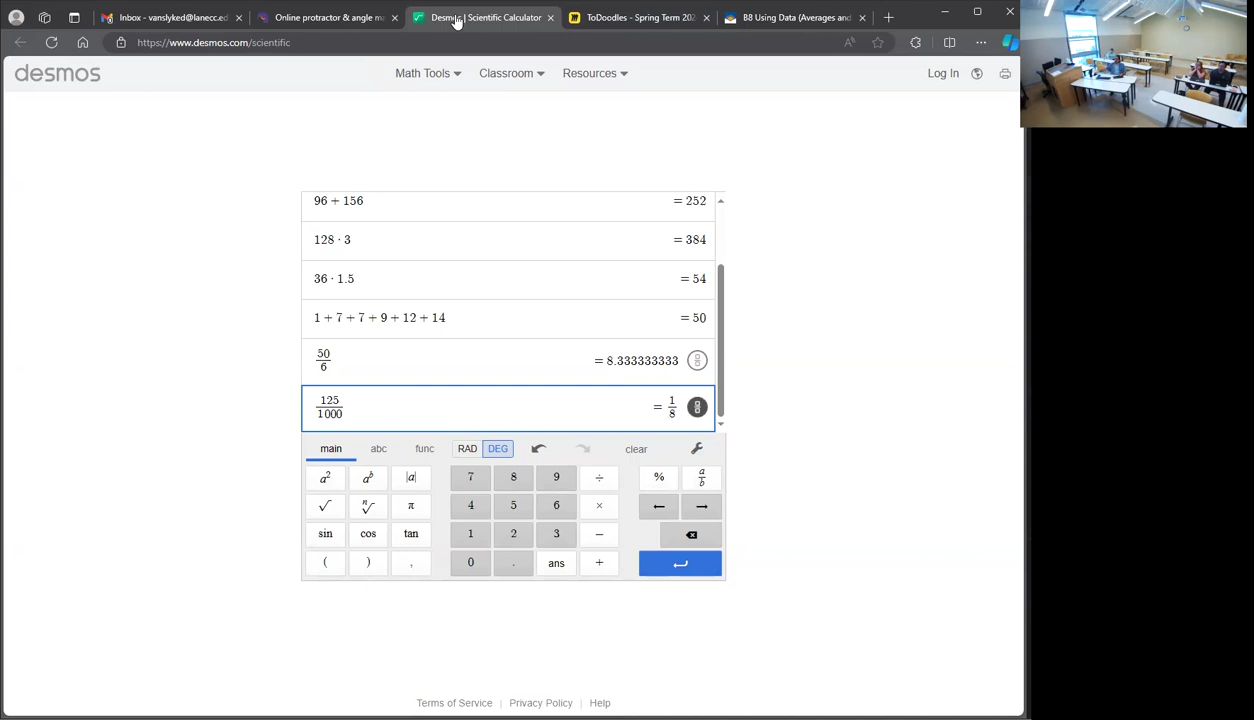 Inbox - vanslyked@lanecc.ed
Online protractor & angle me
Desmos | Scientific Calculator
ToDoodles - Spring Term 202
B8 Using Data (Averages and
https://www.desmos.com/scientific
desmos
Math Tools
Classroom
Resources
Log In
96 + 156 = 252
128 · 3 = 384
36 · 1.5 = 54
1 + 7 + 7 + 9 + 12 + 14 = 50
50/6 = 8.333333333
125/1000 = 1/8
main abc func RAD DEG clear
a² aᵇ |a| 7 8 9 ÷ % a/b
√ ⁿ√ π 4 5 6 × ← →
sin cos tan 1 2 3 −
( ) , 0 . ans +
Terms of Service | Privacy Policy | Help